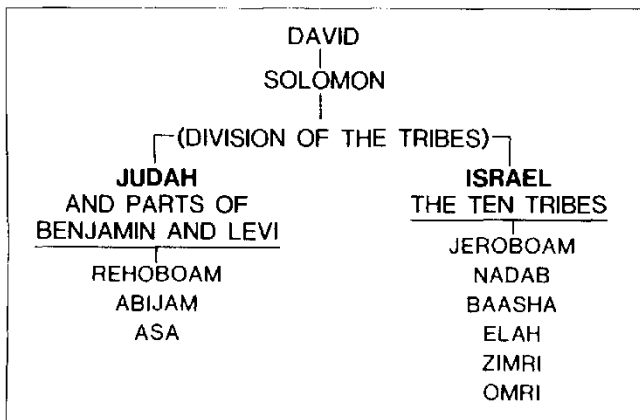 DAVID
SOLOMON
(DIVISION OF THE TRIBES)
JUDAH
AND PARTS OF
BENJAMIN AND LEVI
REHOBOAM
ABIJAM
ASA
ISRAEL
THE TEN TRIBES
JEROBOAM
NADAB
BAASHA
ELAH
ZIMRI
OMRI